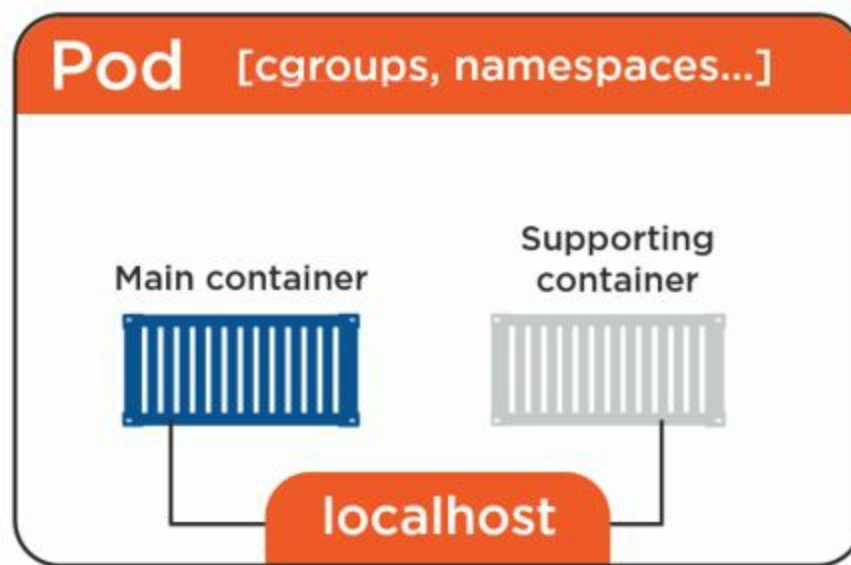 Pod [cgroups, namespaces...]
Main container
Supporting
container
localhost